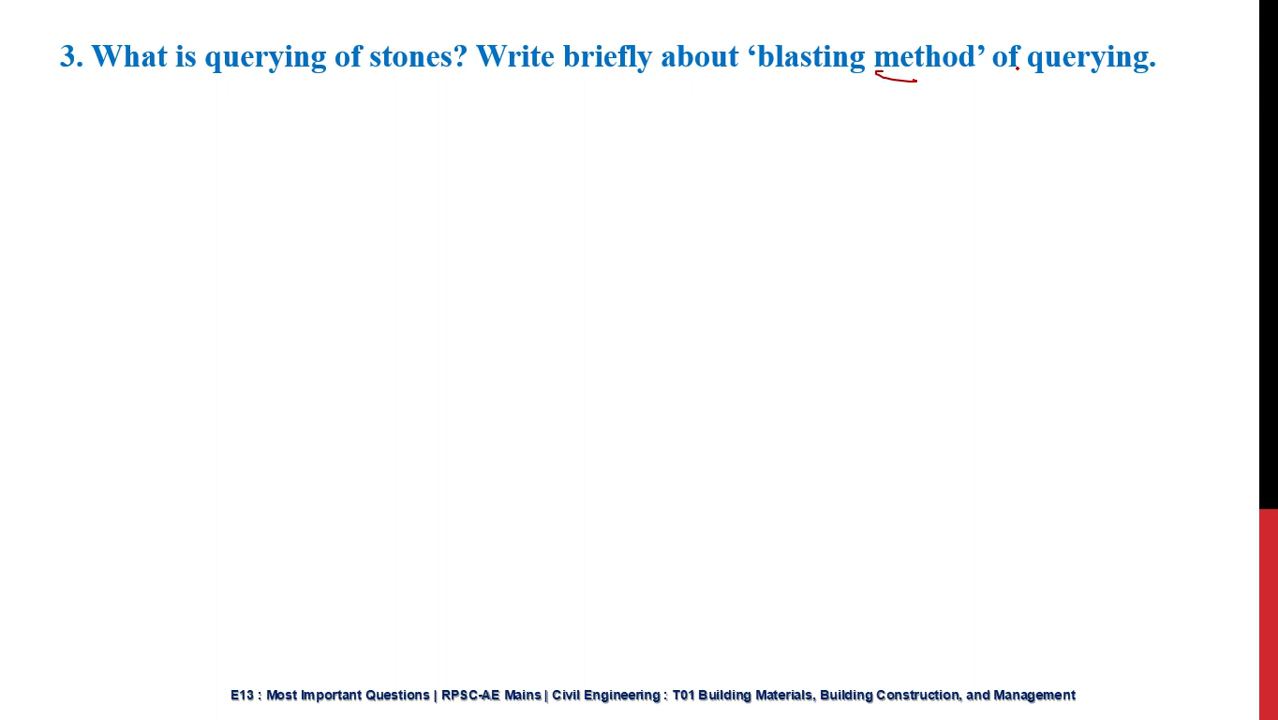 3. What is querying of stones? Write briefly about ‘blasting method’ of querying.
E13 : Most Important Questions | RPSC-AE Mains | Civil Engineering : T01 Building Materials, Building Construction, and Management